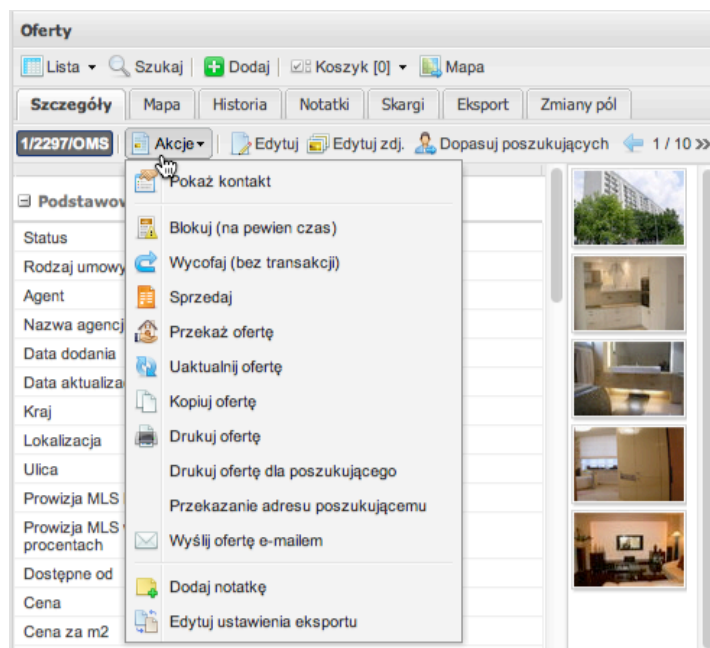 Oferty
Lista Szukaj Dodaj Koszyk [0] Mapa
Szczegóły Mapa Historia Notatki Skargi Eksport Zmiany pól
1/2297/OMS Akcje Edytuj Edytuj zdj. Dopasuj poszukujących 1 / 10
Pokaż kontakt
Blokuj (na pewien czas)
Wycofaj (bez transakcji)
Sprzedaj
Przekaż ofertę
Uaktualnij ofertę
Kopiuj ofertę
Drukuj ofertę
Drukuj ofertę dla poszukującego
Przekazanie adresu poszukującemu
Wyślij ofertę e-mailem
Dodaj notatkę
Edytuj ustawienia eksportu
Podstawov
Status
Rodzaj umowy
Agent
Nazwa agencj
Data dodania
Data aktualiza
Kraj
Lokalizacja
Ulica
Prowizja MLS
Prowizja MLS
procentach
Dostępne od
Cena
Cena za m2